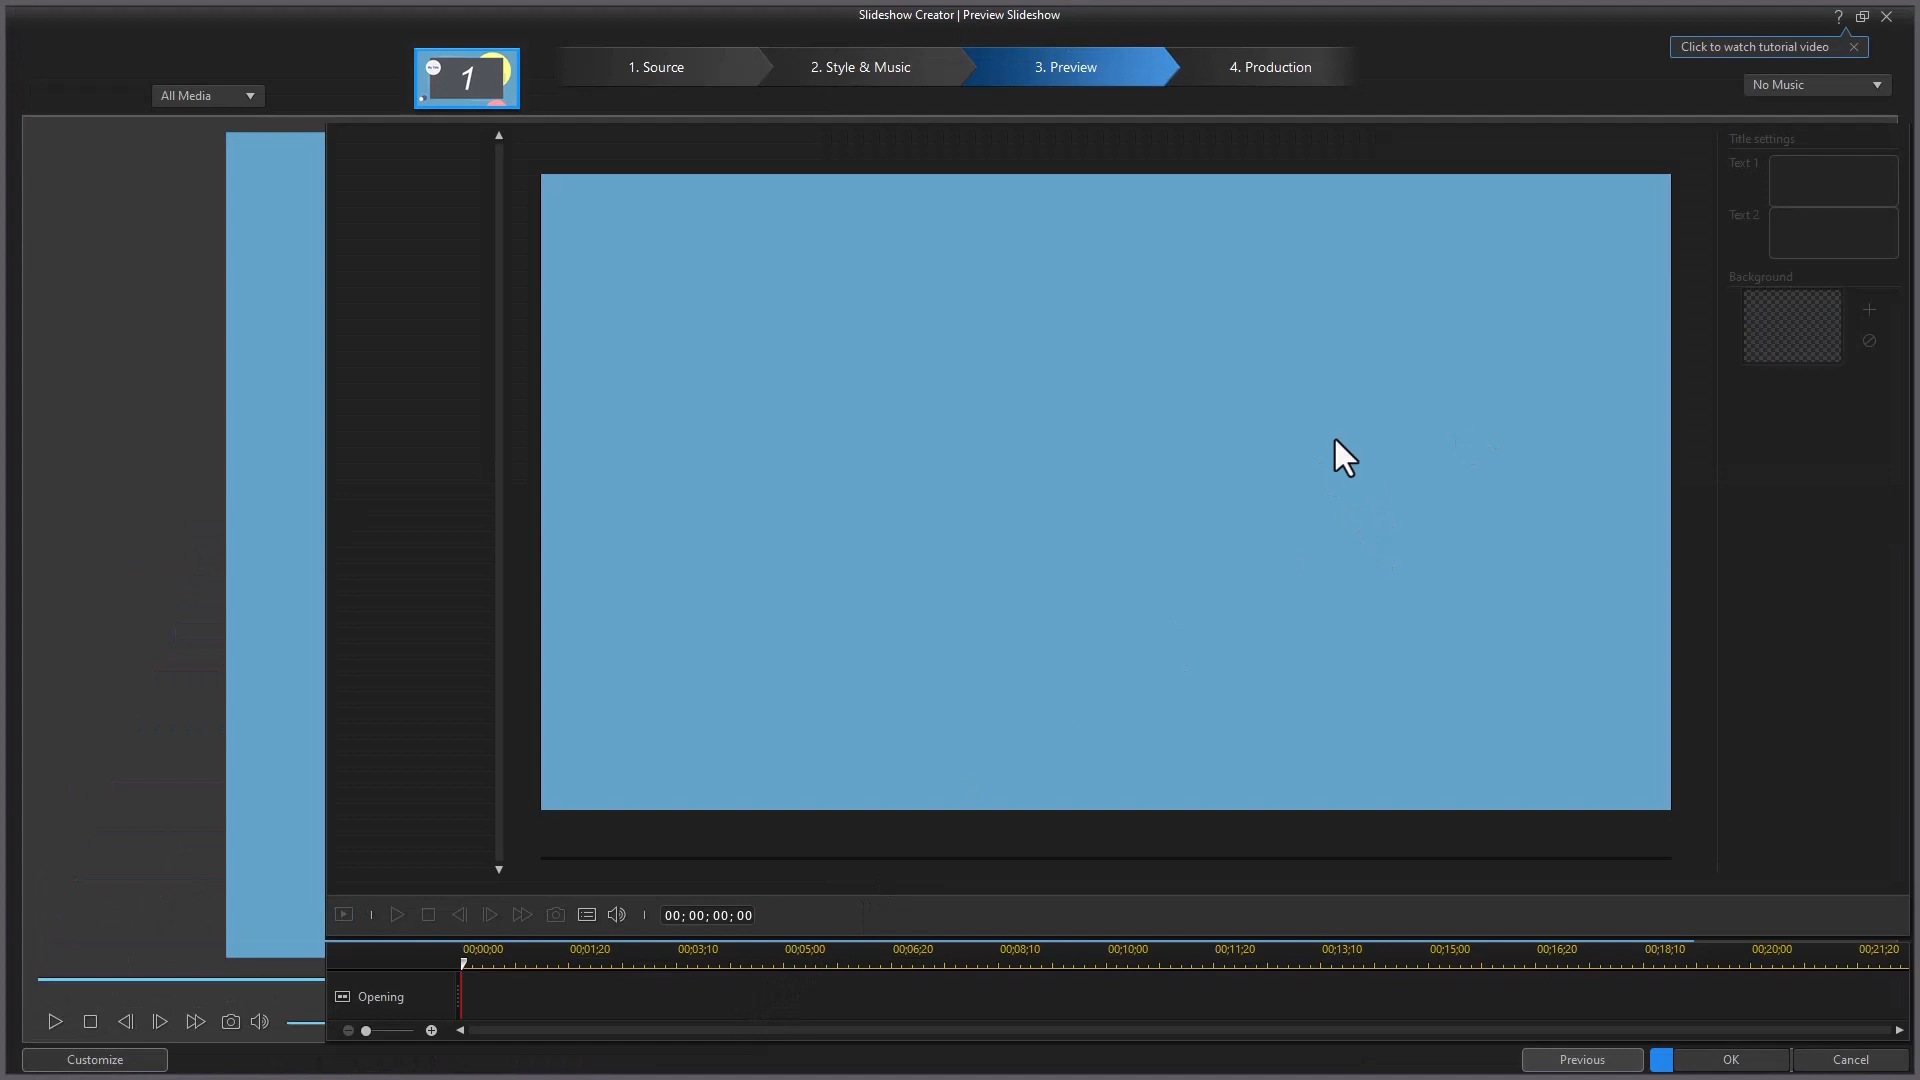 Slideshow Creator | Preview Slideshow
?
Click to watch tutorial video
1
1. Source
2. Style & Music
3. Preview
4. Production
All Media
No Music
Title settings
Text 1
Text 2
Background
00;00;00;00
00;00;00 00;01;20 00;03;10 00;05;00 00;06;20 00;08;10 00;10;00 00;11;20 00;13;10 00;15;00 00;16;20 00;18;10 00;20;00 00;21;20
Opening
Customize
Previous
OK
Cancel